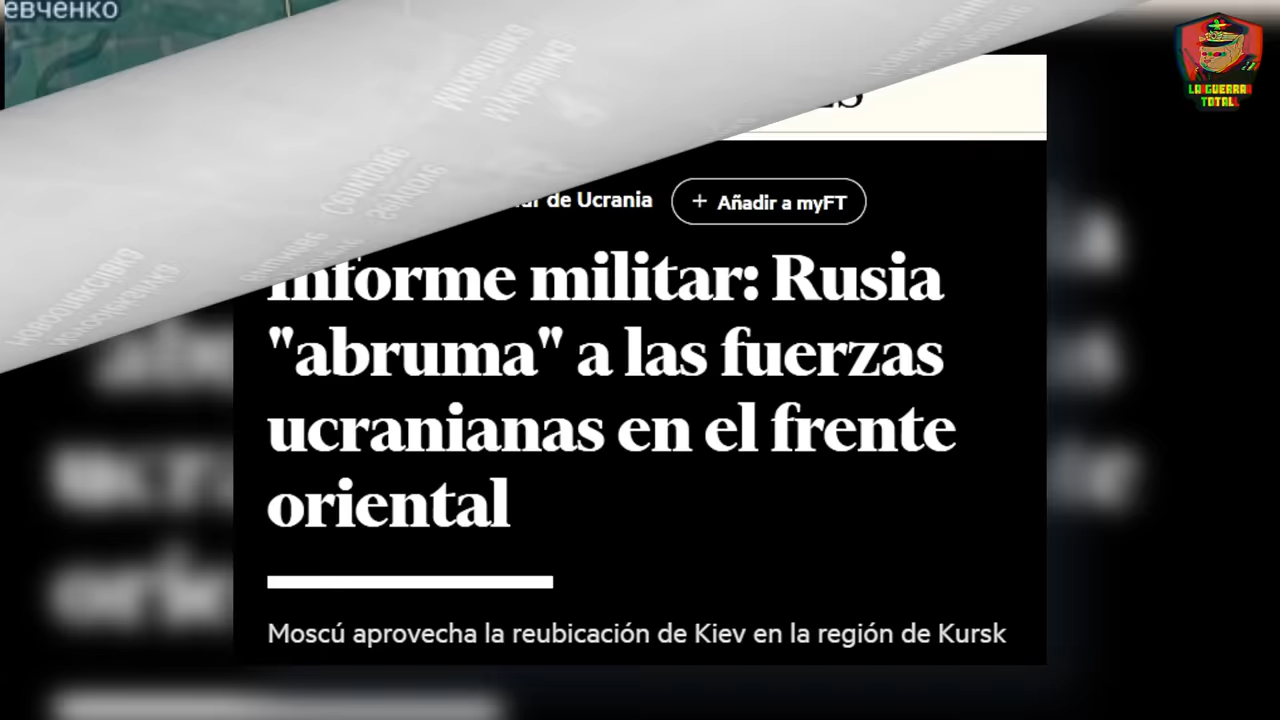 евченко
LA GUERRA
TOTAL
ES
de Ucrania
+ Añadir a myFT
Informe militar: Rusia
"abruma" a las fuerzas
ucranianas en el frente
oriental
Moscú aprovecha la reubicación de Kiev en la región de Kursk